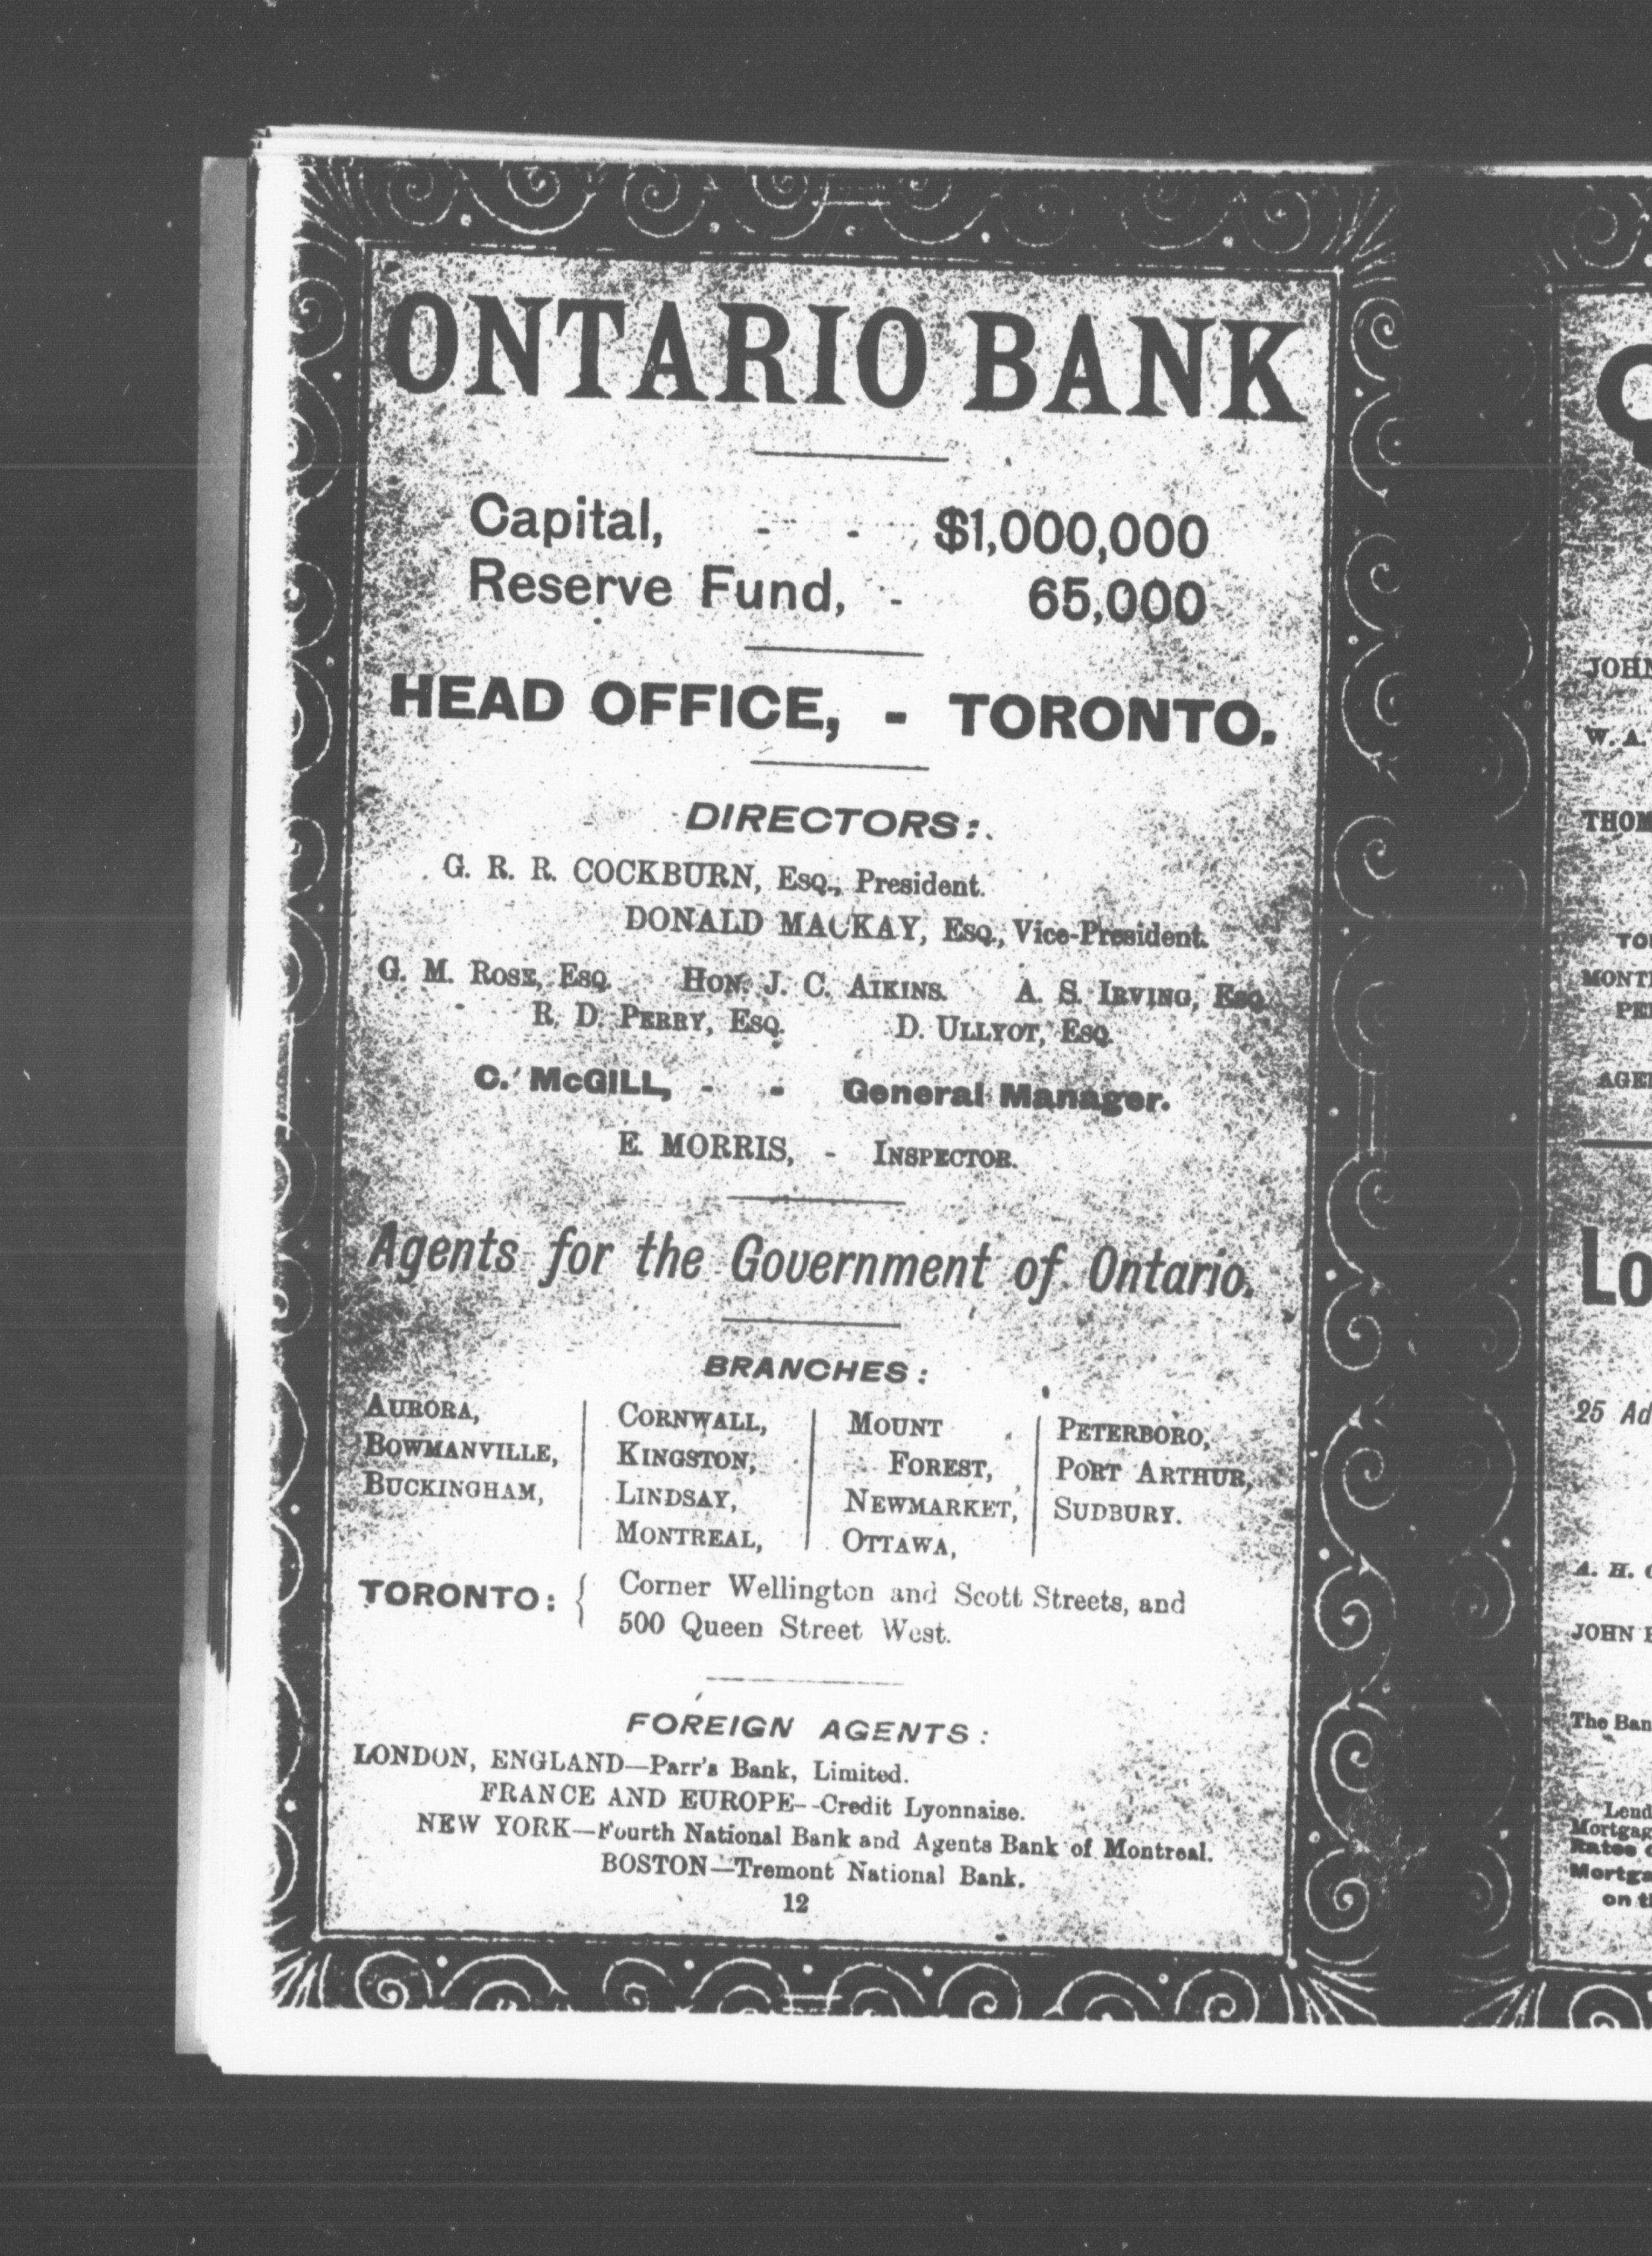 ONTARIO BANK
Capital, - - $1,000,000
Reserve Fund, - 65,000
HEAD OFFICE, - TORONTO.
DIRECTORS:
G. R. R. COCKBURN, Esq., President.
DONALD MACKAY, Esq., Vice-President.
G. M. Rose, Esq. Hon. J. C. Aikins. A. S. Irving, Esq.
R. D. Perry, Esq. D. Ullyot, Esq.
C. McGILL, - - General Manager.
E. MORRIS, - Inspector.
Agents for the Government of Ontario.
BRANCHES:
Aurora,
Bowmanville,
Buckingham,
Cornwall,
Kingston,
Lindsay,
Montreal,
Mount
Forest,
Newmarket,
Ottawa,
Peterboro,
Port Arthur,
Sudbury.
TORONTO: { Corner Wellington and Scott Streets, and
500 Queen Street West.
FOREIGN AGENTS:
LONDON, ENGLAND—Parr's Bank, Limited.
FRANCE AND EUROPE--Credit Lyonnaise.
NEW YORK—Fourth National Bank and Agents Bank of Montreal.
BOSTON—Tremont National Bank.
12
JOHN
W. A.
25 Ad
A. H.
JOHN
The Ban
on